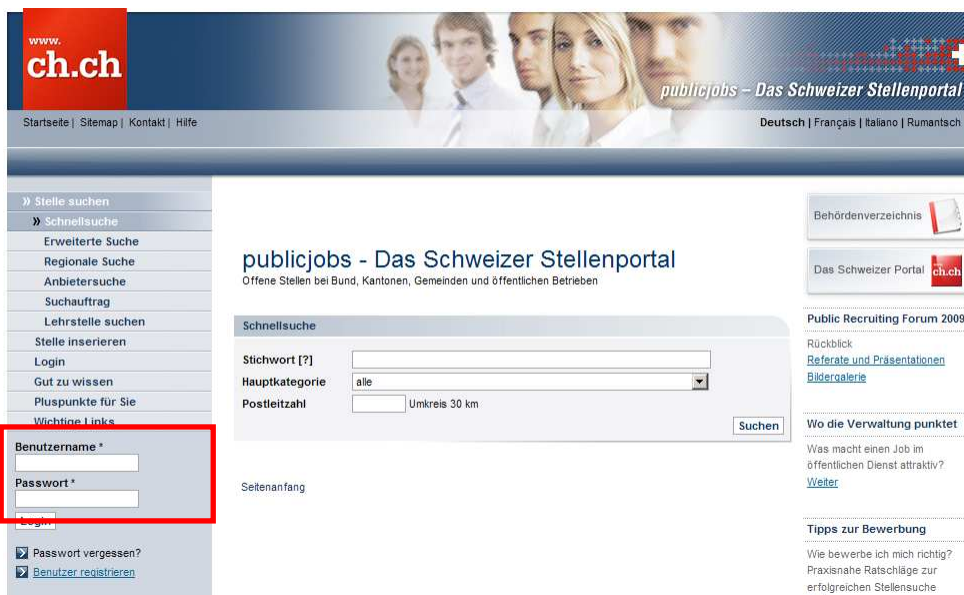 www.
ch.ch
publicjobs – Das Schweizer Stellenportal
Startseite | Sitemap | Kontakt | Hilfe
Deutsch | Français | Italiano | Rumantsch
» Stelle suchen
» Schnellsuche
Erweiterte Suche
Regionale Suche
Anbietersuche
Suchauftrag
Lehrstelle suchen
Stelle inserieren
Login
Gut zu wissen
Pluspunkte für Sie
Wichtige Links
Benutzername *
Passwort *
Login
Passwort vergessen?
Benutzer registrieren
publicjobs - Das Schweizer Stellenportal
Offene Stellen bei Bund, Kantonen, Gemeinden und öffentlichen Betrieben
Schnellsuche
Stichwort [?]
Hauptkategorie alle
Postleitzahl Umkreis 30 km
Suchen
Seitenanfang
Behördenverzeichnis
Das Schweizer Portal www. ch.ch
Public Recruiting Forum 2009
Rückblick
Referate und Präsentationen
Bildergalerie
Wo die Verwaltung punktet
Was macht einen Job im
öffentlichen Dienst attraktiv?
Weiter
Tipps zur Bewerbung
Wie bewerbe ich mich richtig?
Praxisnahe Ratschläge zur
erfolgreichen Stellensuche